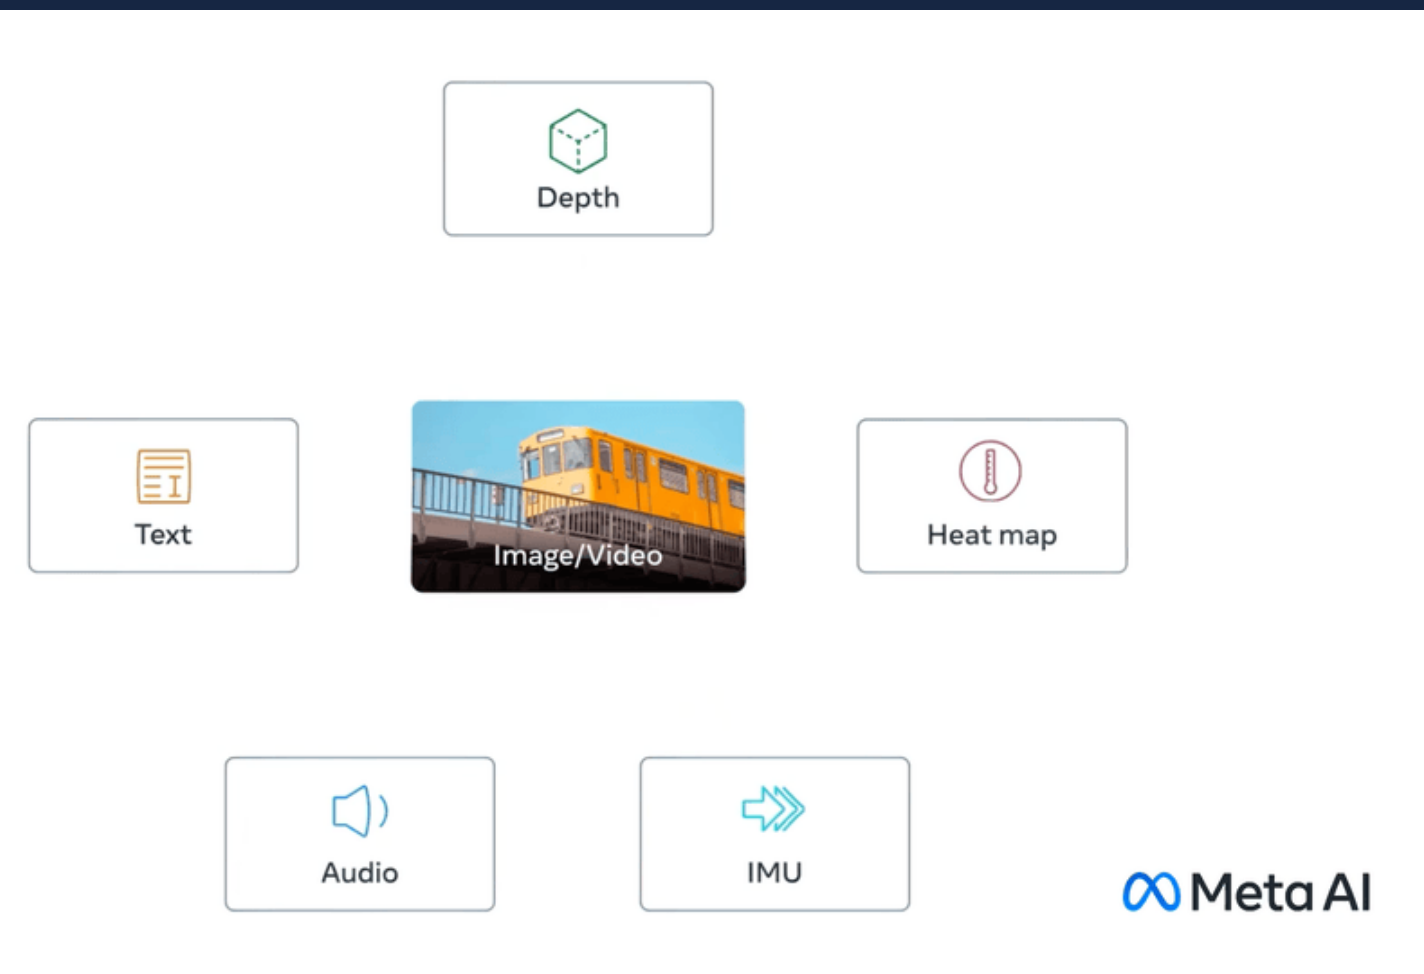 Depth
Text
Image/Video
Heat map
Audio
IMU
Meta AI